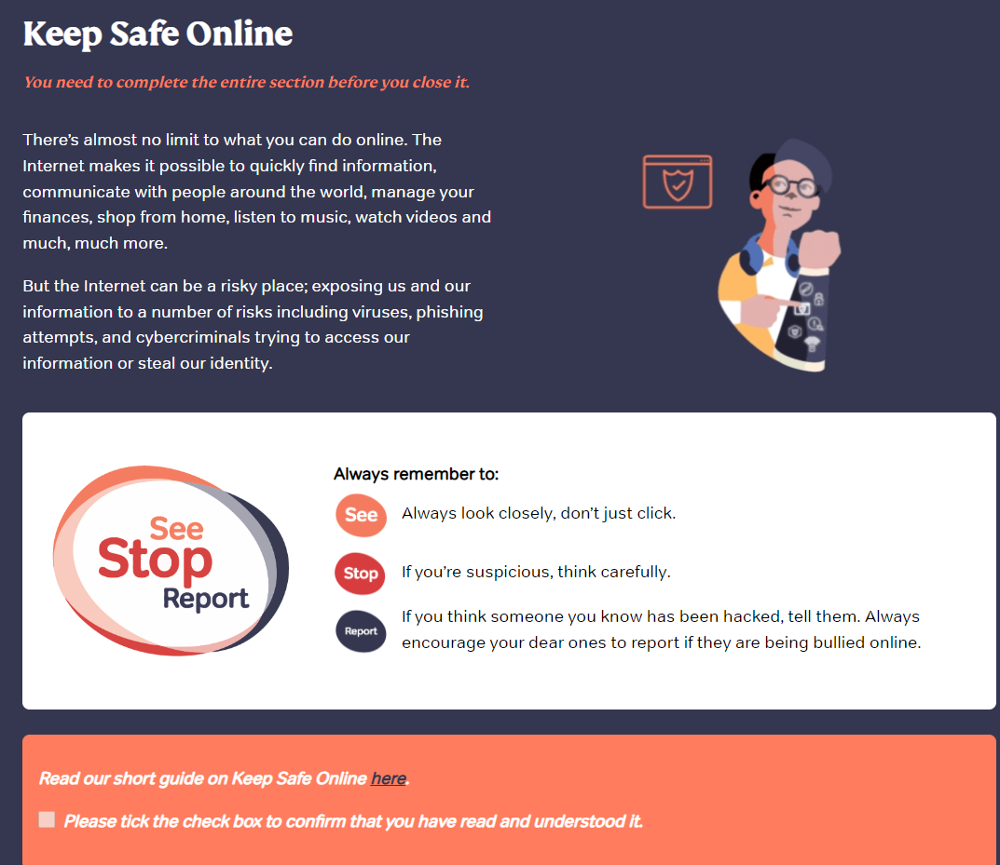 Keep Safe Online
You need to complete the entire section before you close it.
There's almost no limit to what you can do online. The
Internet makes it possible to quickly find information,
communicate with people around the world, manage your
finances, shop from home, listen to music, watch videos and
much, much more.
But the Internet can be a risky place; exposing us and our
information to a number of risks including viruses, phishing
attempts, and cybercriminals trying to access our
information or steal our identity.
See
Stop
Report
Always remember to:
See Always look closely, don't just click.
Stop If you're suspicious, think carefully.
Report If you think someone you know has been hacked, tell them. Always
encourage your dear ones to report if they are being bullied online.
Read our short guide on Keep Safe Online here.
Please tick the check box to confirm that you have read and understood it.